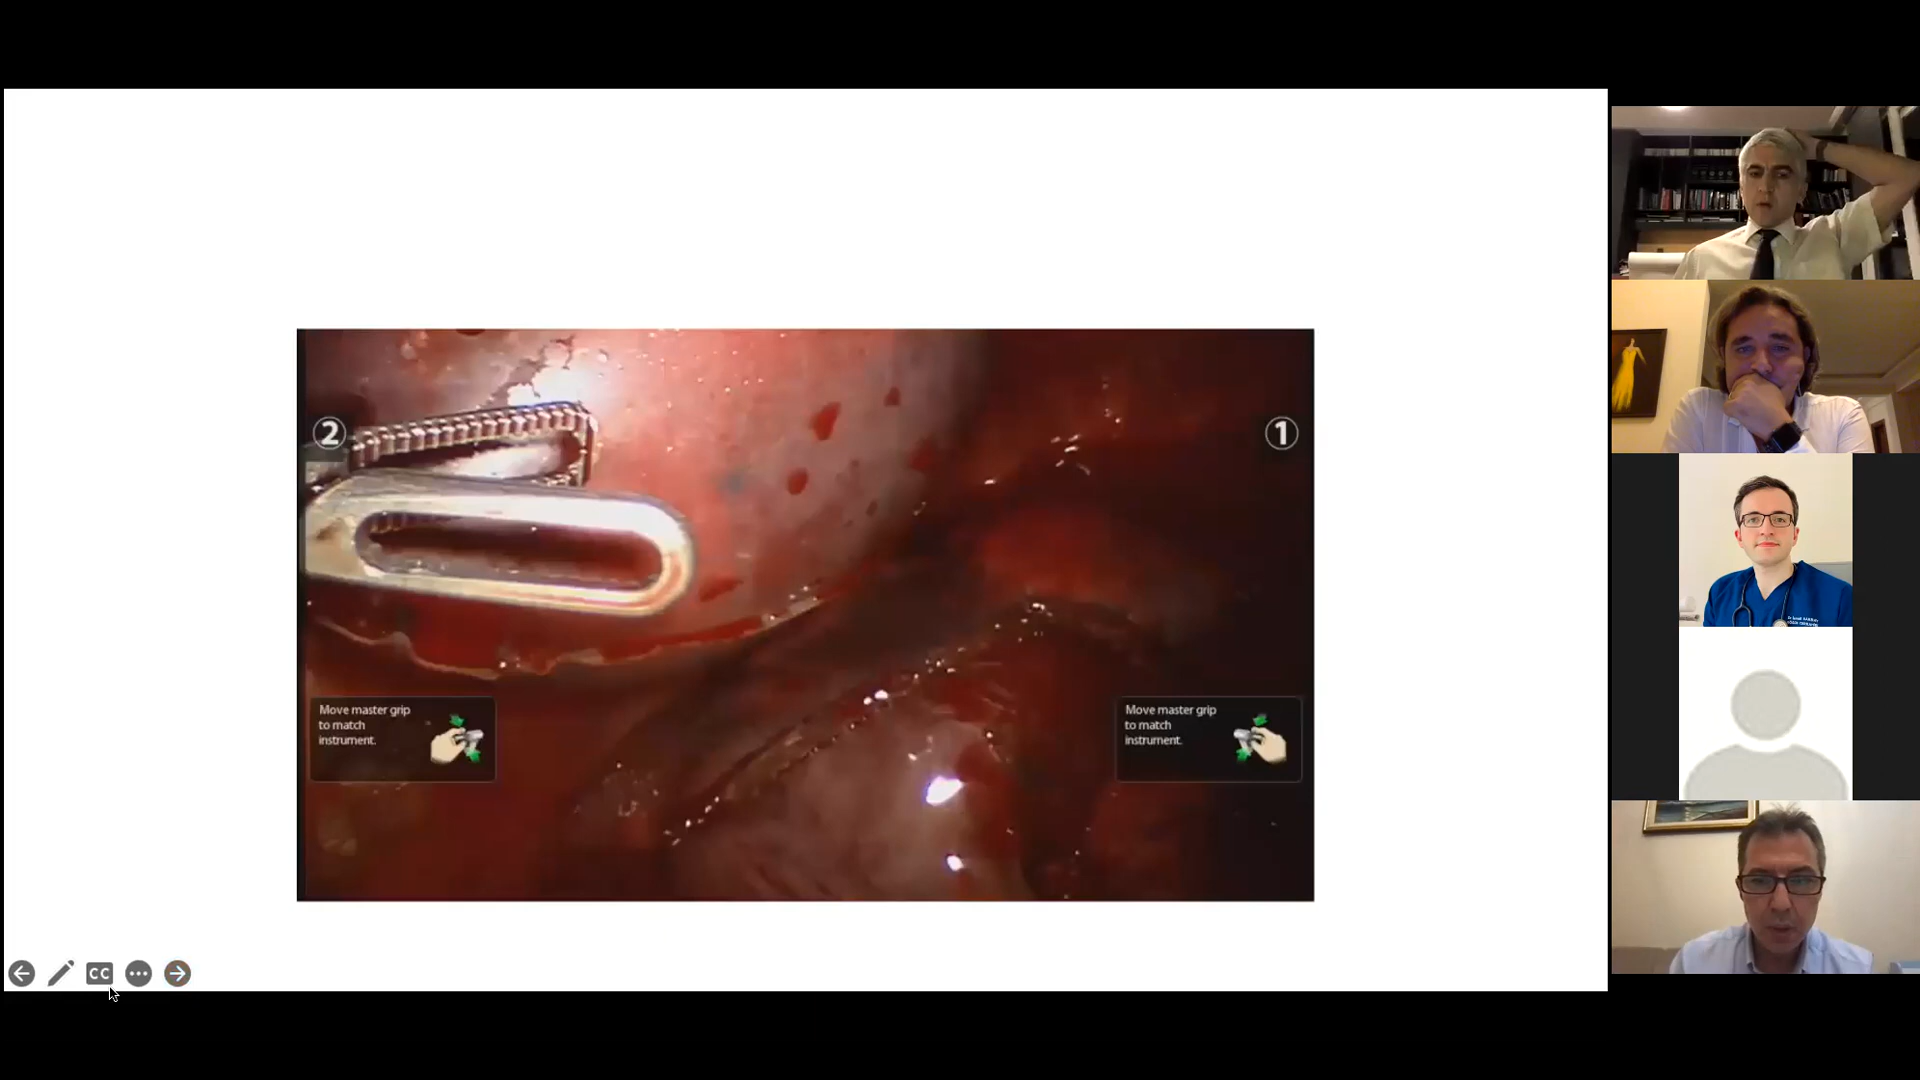 2
1
Move master grip
to match
instrument.
Move master grip
to match
instrument.
CC